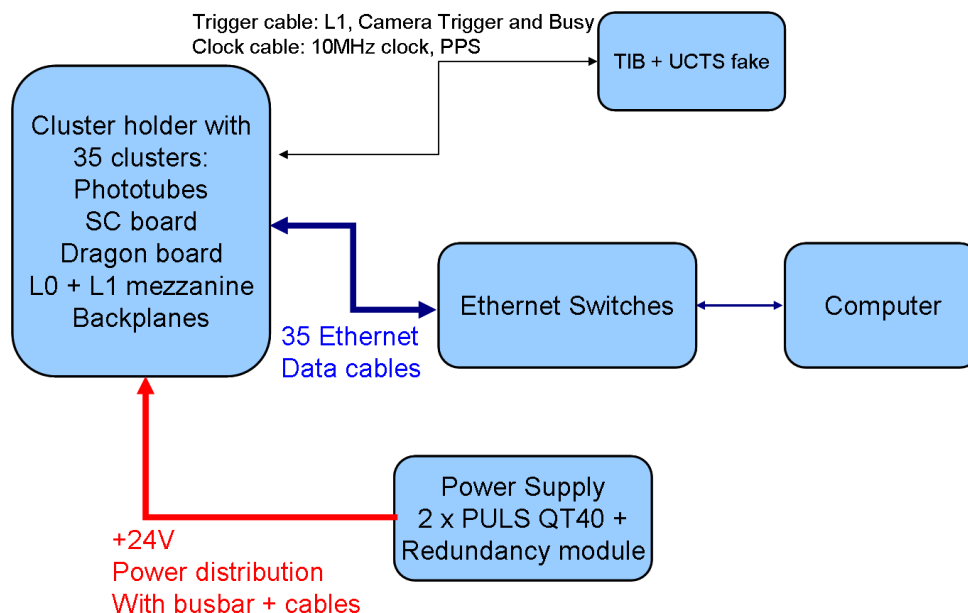 Trigger cable: L1, Camera Trigger and Busy
Clock cable: 10MHz clock, PPS
TIB + UCTS fake
Cluster holder with
35 clusters:
Phototubes
SC board
Dragon board
L0 + L1 mezzanine
Backplanes
Ethernet Switches
Computer
35 Ethernet
Data cables
Power Supply
2 x PULS QT40 +
Redundancy module
+24V
Power distribution
With busbar + cables